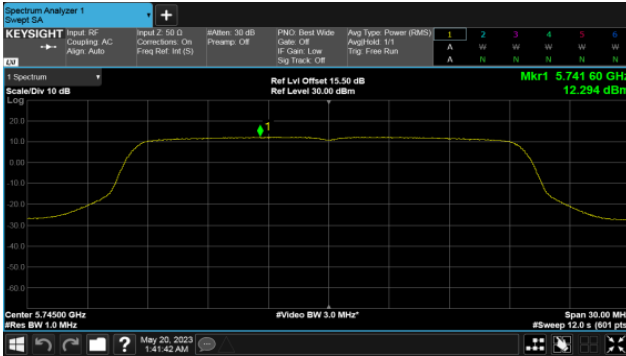 Spectrum Analyzer 1
Swept SA
+
KEYSIGHT Input: RF Input Z: 50 Ω #Atten: 30 dB PNO: Best Wide Avg Type: Power (RMS) 1 2 3 4 5 6
Coupling: AC Corrections: On Preamp: Off Gate: Off Avg|Hold: 1/1 A W W W W W
Align: Auto Freq Ref: Int (S) IF Gain: Low Trig: Free Run A N N N N N
LXI Sig Track: Off
1 Spectrum Ref Lvl Offset 15.50 dB Mkr1 5.741 60 GHz
Scale/Div 10 dB Ref Level 30.00 dBm 12.294 dBm
Log
1
20.0
10.0
0.00
-10.0
-20.0
-30.0
-40.0
-50.0
-60.0
Center 5.74500 GHz #Video BW 3.0 MHz* Span 30.00 MH
#Res BW 1.0 MHz #Sweep 12.0 s (601 pts
? May 20, 2023
1:41:42 AM